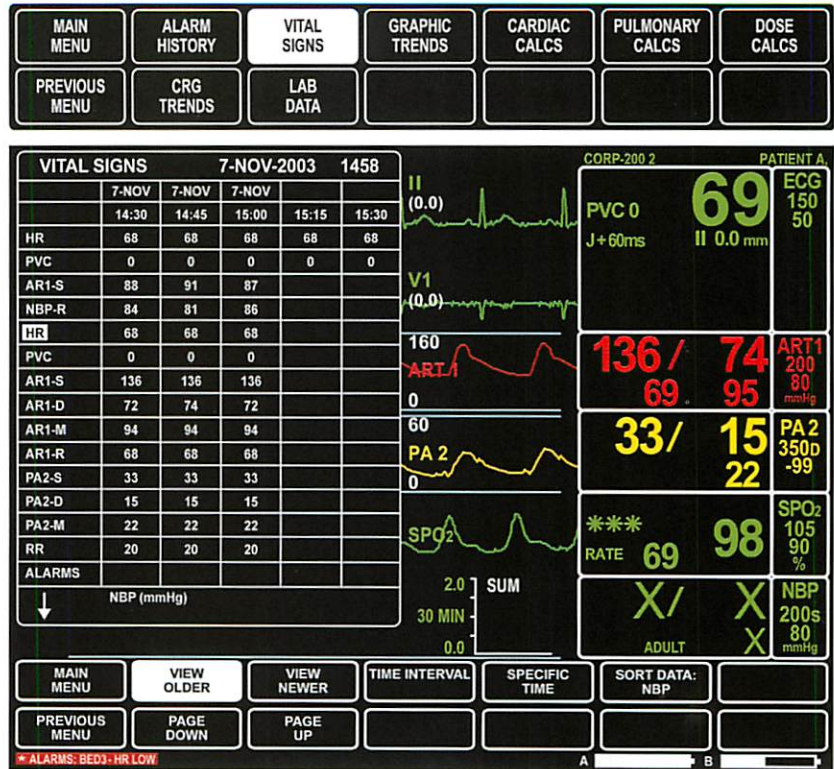 MAIN MENU
ALARM HISTORY
VITAL SIGNS
GRAPHIC TRENDS
CARDIAC CALCS
PULMONARY CALCS
DOSE CALCS
PREVIOUS MENU
CRG TRENDS
LAB DATA
VITAL SIGNS 7-NOV-2003 1458
7-NOV 7-NOV 7-NOV
14:30 14:45 15:00 15:15 15:30
HR 68 68 68 68 68
PVC 0 0 0 0 0
AR1-S 88 91 87
NBP-R 84 81 86
HR 68 68 68
PVC 0 0 0
AR1-S 136 136 136
AR1-D 72 74 72
AR1-M 94 94 94
AR1-R 68 68 68
PA2-S 33 33 33
PA2-D 15 15 15
PA2-M 22 22 22
RR 20 20 20
ALARMS
NBP (mmHg)
II
(0.0)
V1
(0.0)
160
ART 1
0
60
PA 2
0
SPO2
2.0 SUM
30 MIN
0.0
CORP-200 2 PATIENT A,
PVC 0 69
J+60ms II 0.0 mm
ECG
150
50
136/ 74
69 95
ART1
200
80
mmHg
33/ 15
22
PA 2
350D
-99
*** 98
RATE 69
SPO2
105
90
%
X/ X
ADULT X
NBP
200s
80
mmHg
MAIN MENU
VIEW OLDER
VIEW NEWER
TIME INTERVAL
SPECIFIC TIME
SORT DATA: NBP
PREVIOUS MENU
PAGE DOWN
PAGE UP
* ALARMS: BED3- HR LOW
A B